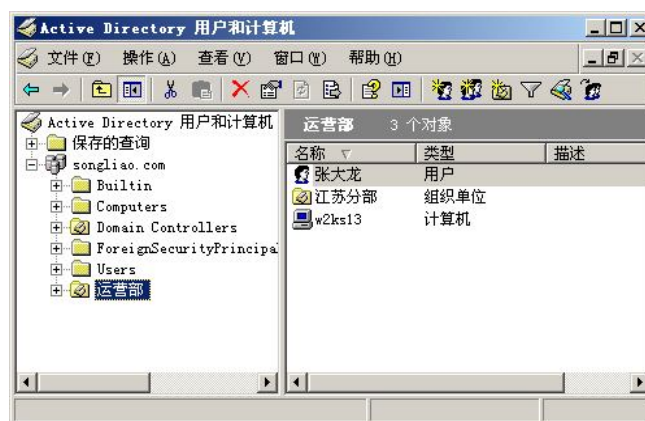 Active Directory 用户和计算机
文件(F) 操作(A) 查看(V) 窗口(W) 帮助(H)
Active Directory 用户和计算机
保存的查询
songliao.com
Builtin
Computers
Domain Controllers
ForeignSecurityPrincipa
Users
运营部
运营部 3 个对象
名称 类型 描述
张大龙 用户
江苏分部 组织单位
w2ks13 计算机